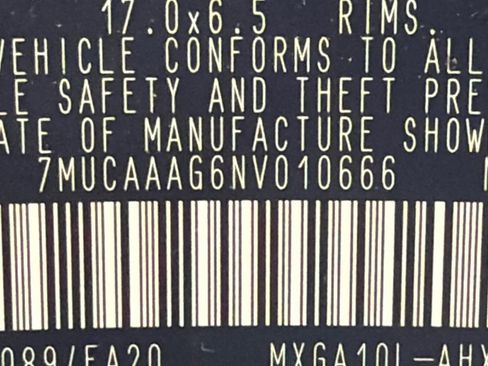 17.0x6.5 RIMS.
VEHICLE CONFORMS TO ALL
LE SAFETY AND THEFT PRE
ATE OF MANUFACTURE SHOW
7MUCAAAG6NV010666
089/EA20 MXGA10L-AHX